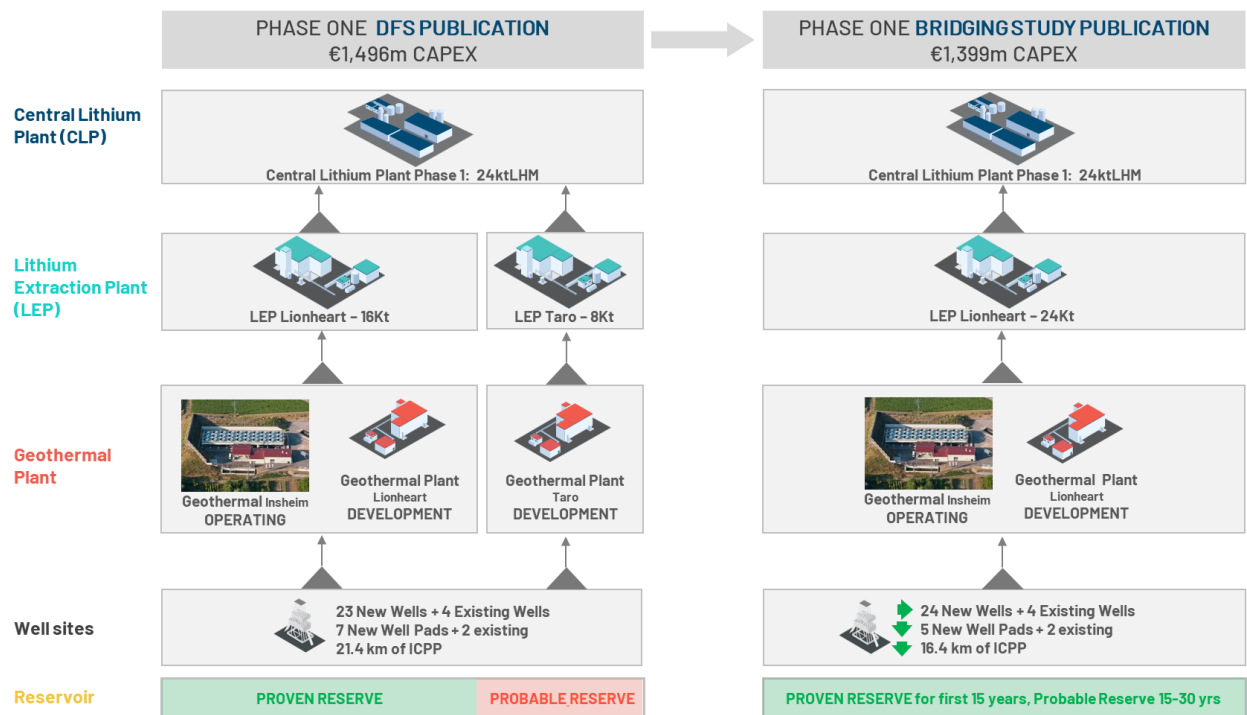 PHASE ONE DFS PUBLICATION
€1,496m CAPEX
PHASE ONE BRIDGING STUDY PUBLICATION
€1,399m CAPEX
Central Lithium
Plant (CLP)
Central Lithium Plant Phase 1: 24ktLHM
Central Lithium Plant Phase 1: 24ktLHM
Lithium
Extraction Plant
(LEP)
LEP Lionheart – 16Kt
LEP Taro – 8Kt
LEP Lionheart – 24Kt
Geothermal
Plant
Geothermal Insheim
OPERATING
Geothermal Plant
Lionheart
DEVELOPMENT
Geothermal Plant
Taro
DEVELOPMENT
Geothermal Insheim
OPERATING
Geothermal Plant
Lionheart
DEVELOPMENT
Well sites
23 New Wells + 4 Existing Wells
7 New Well Pads + 2 existing
21.4 km of ICPP
24 New Wells + 4 Existing Wells
5 New Well Pads + 2 existing
16.4 km of ICPP
Reservoir
PROVEN RESERVE
PROBABLE RESERVE
PROVEN RESERVE for first 15 years, Probable Reserve 15-30 yrs